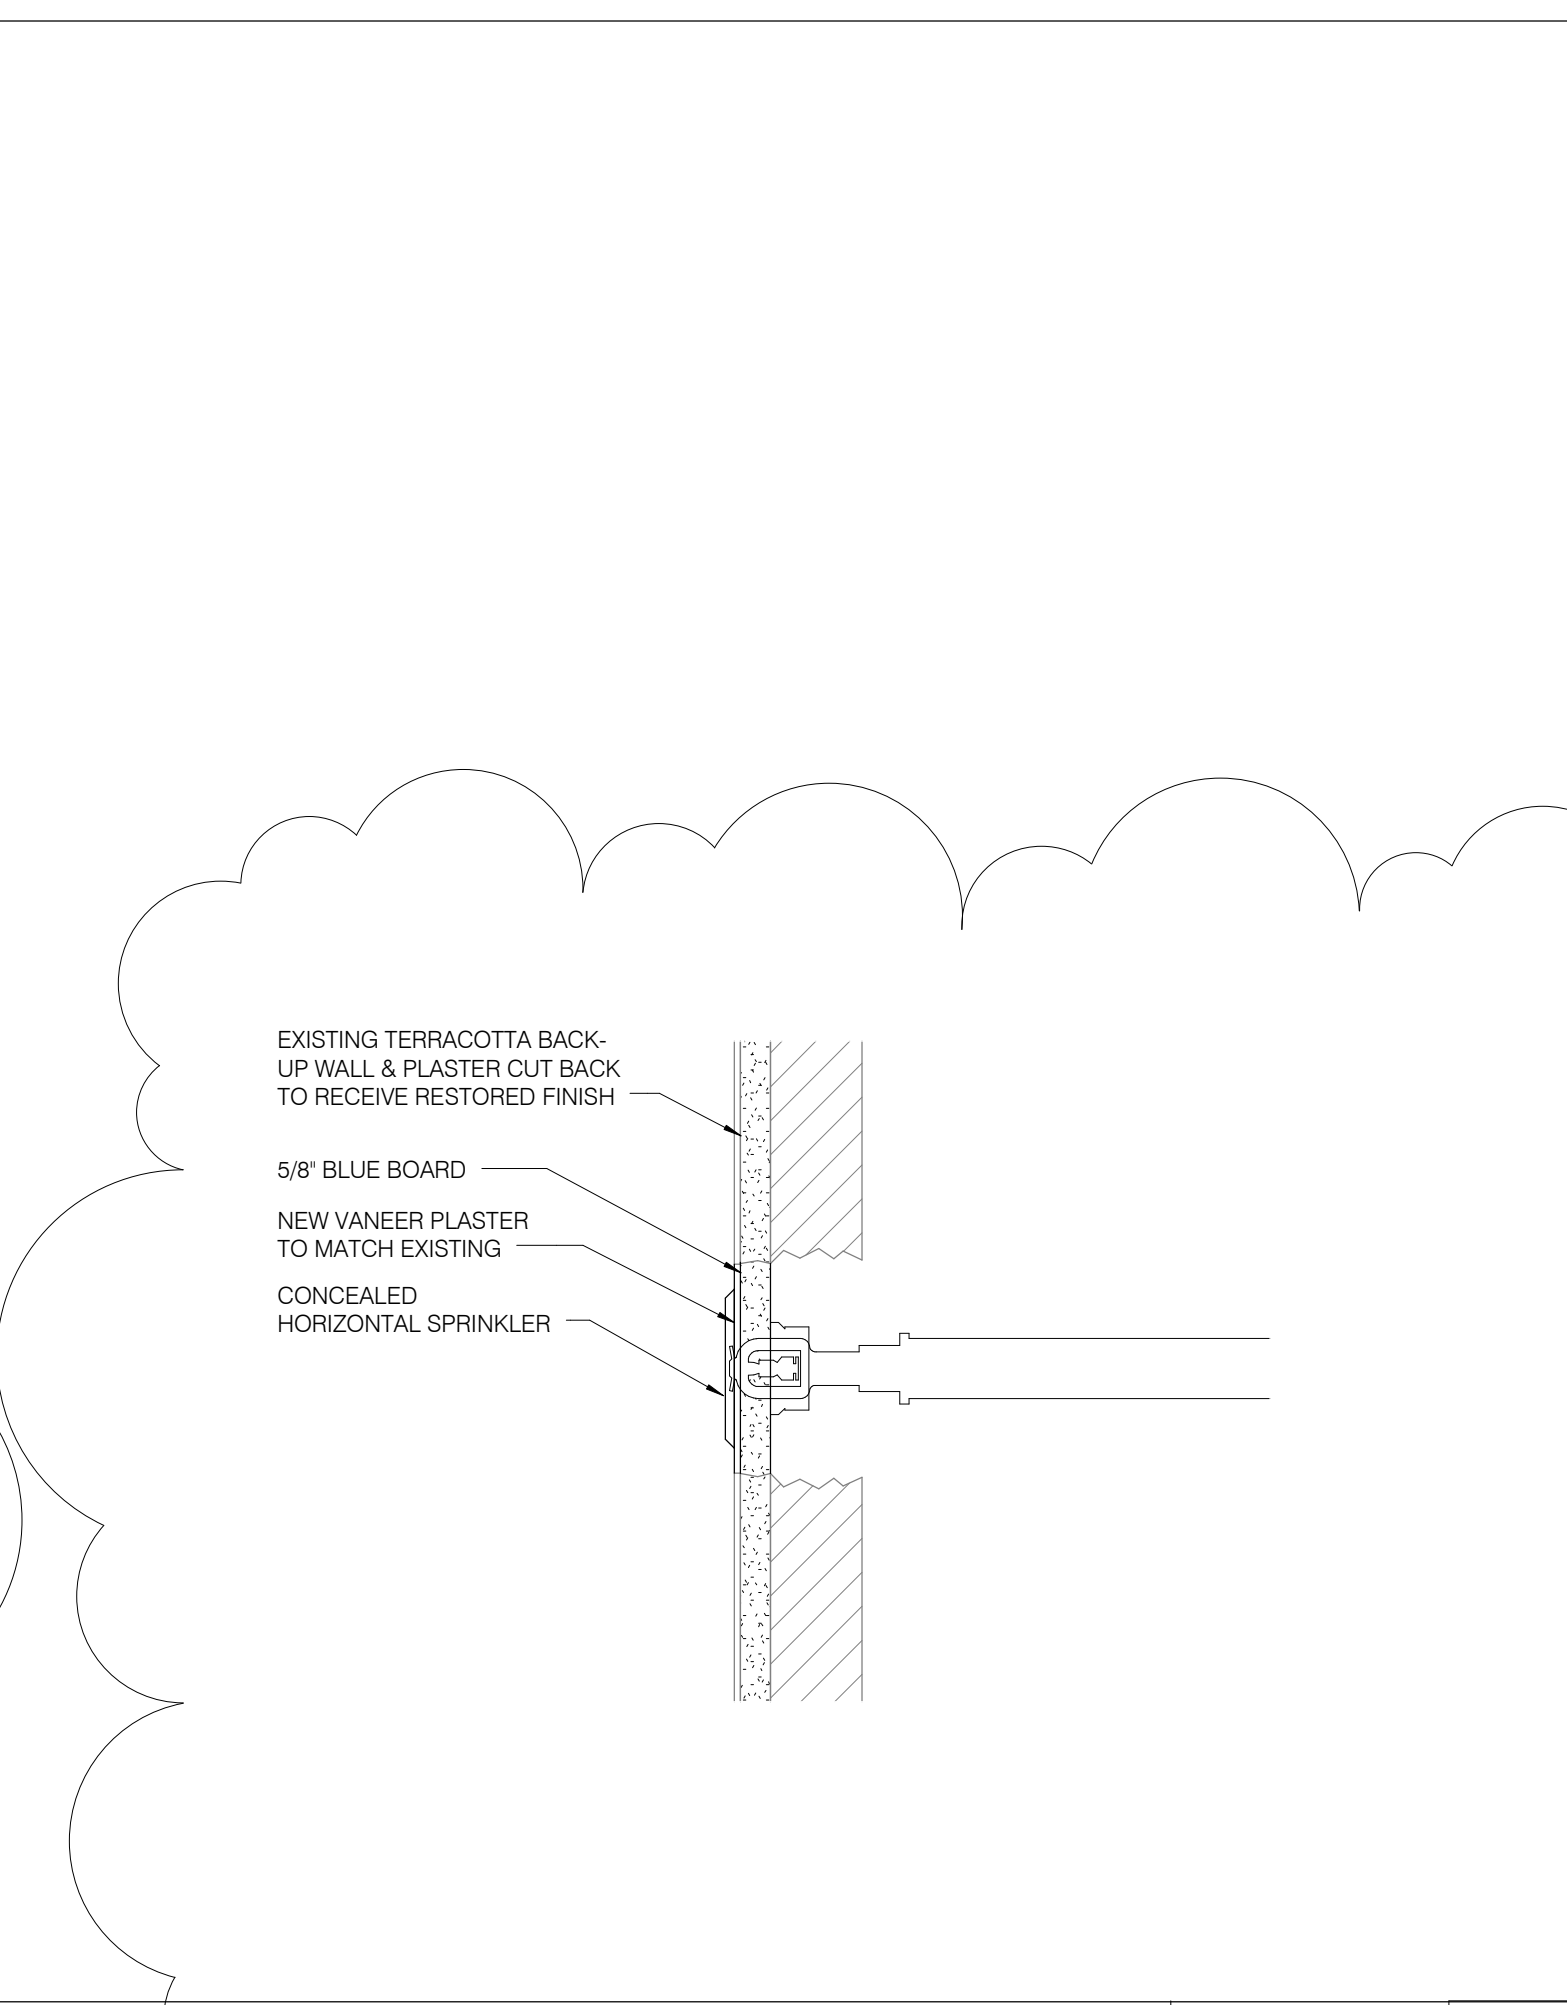 EXISTING TERRACOTTA BACK-
UP WALL & PLASTER CUT BACK
TO RECEIVE RESTORED FINISH
5/8" BLUE BOARD
NEW VANEER PLASTER
TO MATCH EXISTING
CONCEALED
HORIZONTAL SPRINKLER